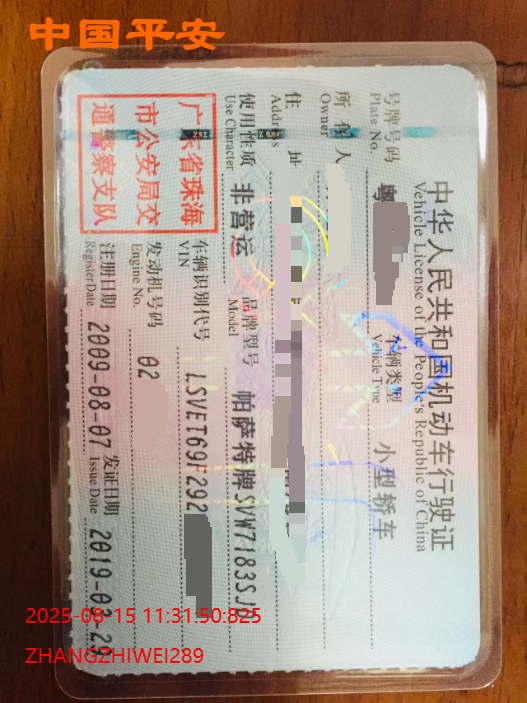 中国平安
中华人民共和国机动车行驶证
Vehicle License of the People's Republic of China
号牌号码 粤 车辆类型 小型轿车
Plate No. Vehicle Type
所有人
Owner
住
Address
使用性质 非营运 品牌型号 帕萨特牌SVW7183SJD
Use Character Model
广东省珠海
市公安局交
通警察支队
车辆识别代号 LSVET69F292
VIN
发动机号码 02
Engine No.
注册日期 2009-08-07 发证日期 2019-03-29
Register Date Issue Date
2025-08-15 11:31:50:825
ZHANGZHIWEI289